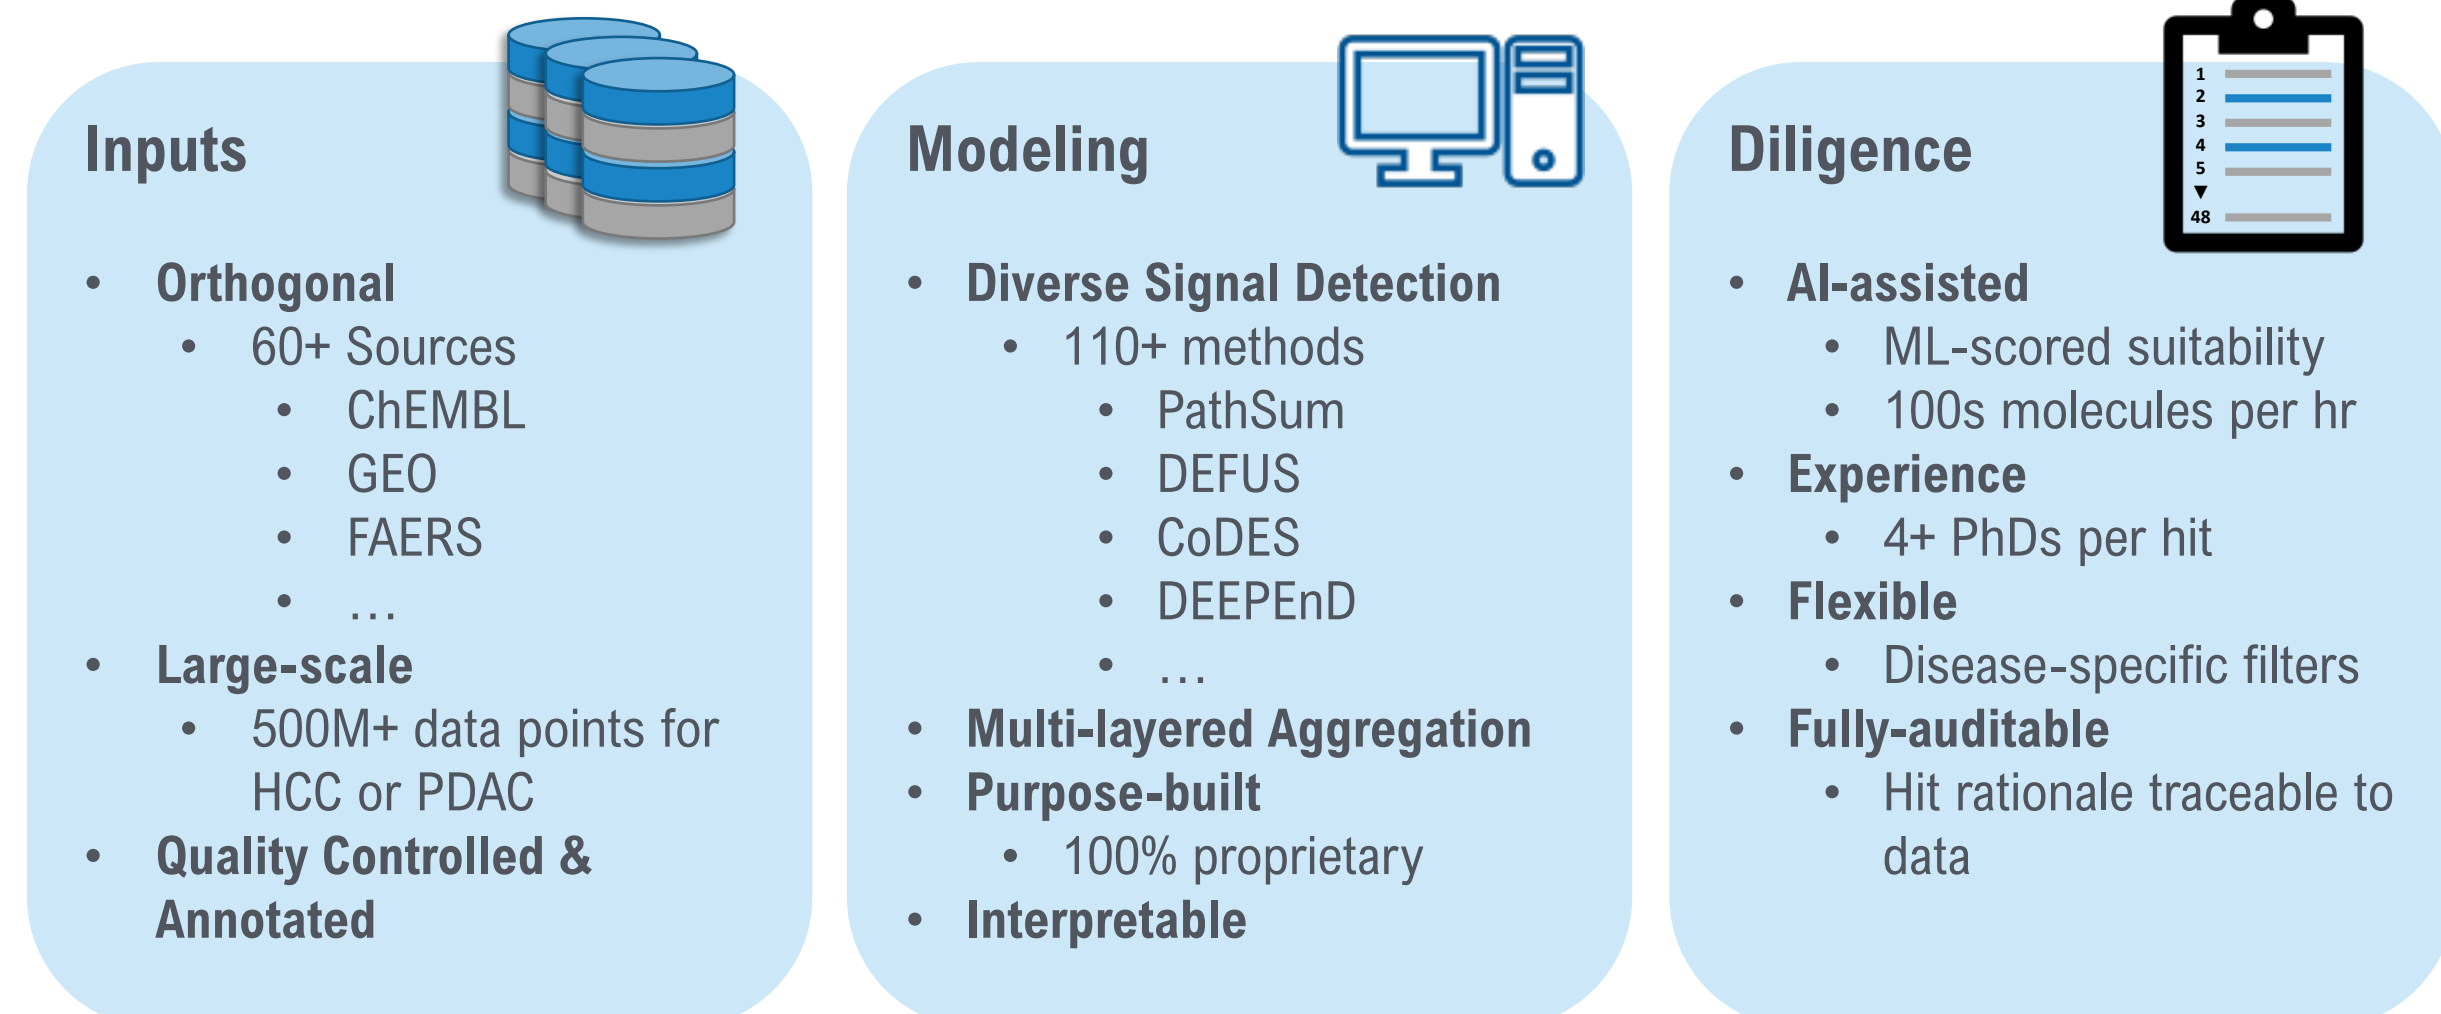 Inputs
• Orthogonal
• 60+ Sources
• ChEMBL
• GEO
• FAERS
• …
• Large-scale
• 500M+ data points for
HCC or PDAC
• Quality Controlled &
Annotated
Modeling
• Diverse Signal Detection
• 110+ methods
• PathSum
• DEFUS
• CoDES
• DEEPEnD
• …
• Multi-layered Aggregation
• Purpose-built
• 100% proprietary
• Interpretable
Diligence
1
2
3
4
5
▼
48
• AI-assisted
• ML-scored suitability
• 100s molecules per hr
• Experience
• 4+ PhDs per hit
• Flexible
• Disease-specific filters
• Fully-auditable
• Hit rationale traceable to
data